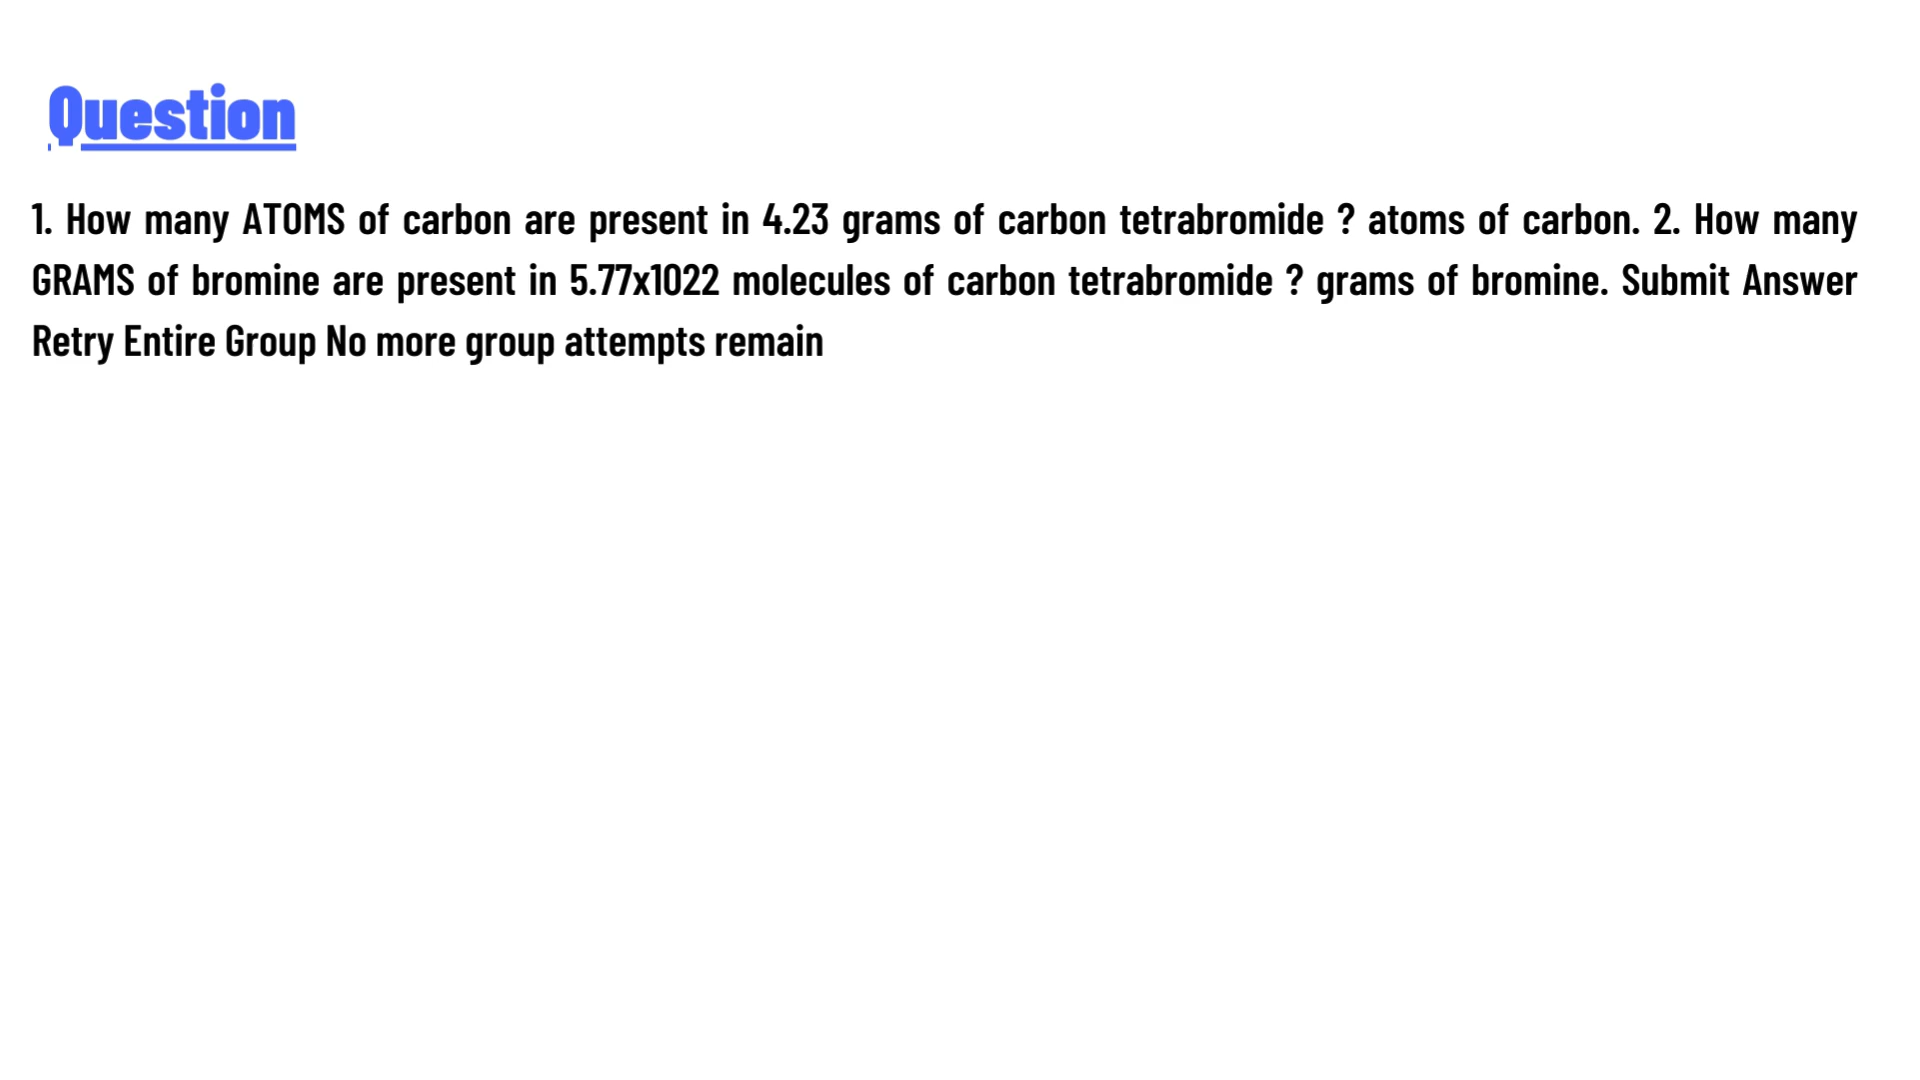 Question
1. How many ATOMS of carbon are present in 4.23 grams of carbon tetrabromide ? atoms of carbon. 2. How many
GRAMS of bromine are present in 5.77x1022 molecules of carbon tetrabromide ? grams of bromine. Submit Answer
Retry Entire Group No more group attempts remain